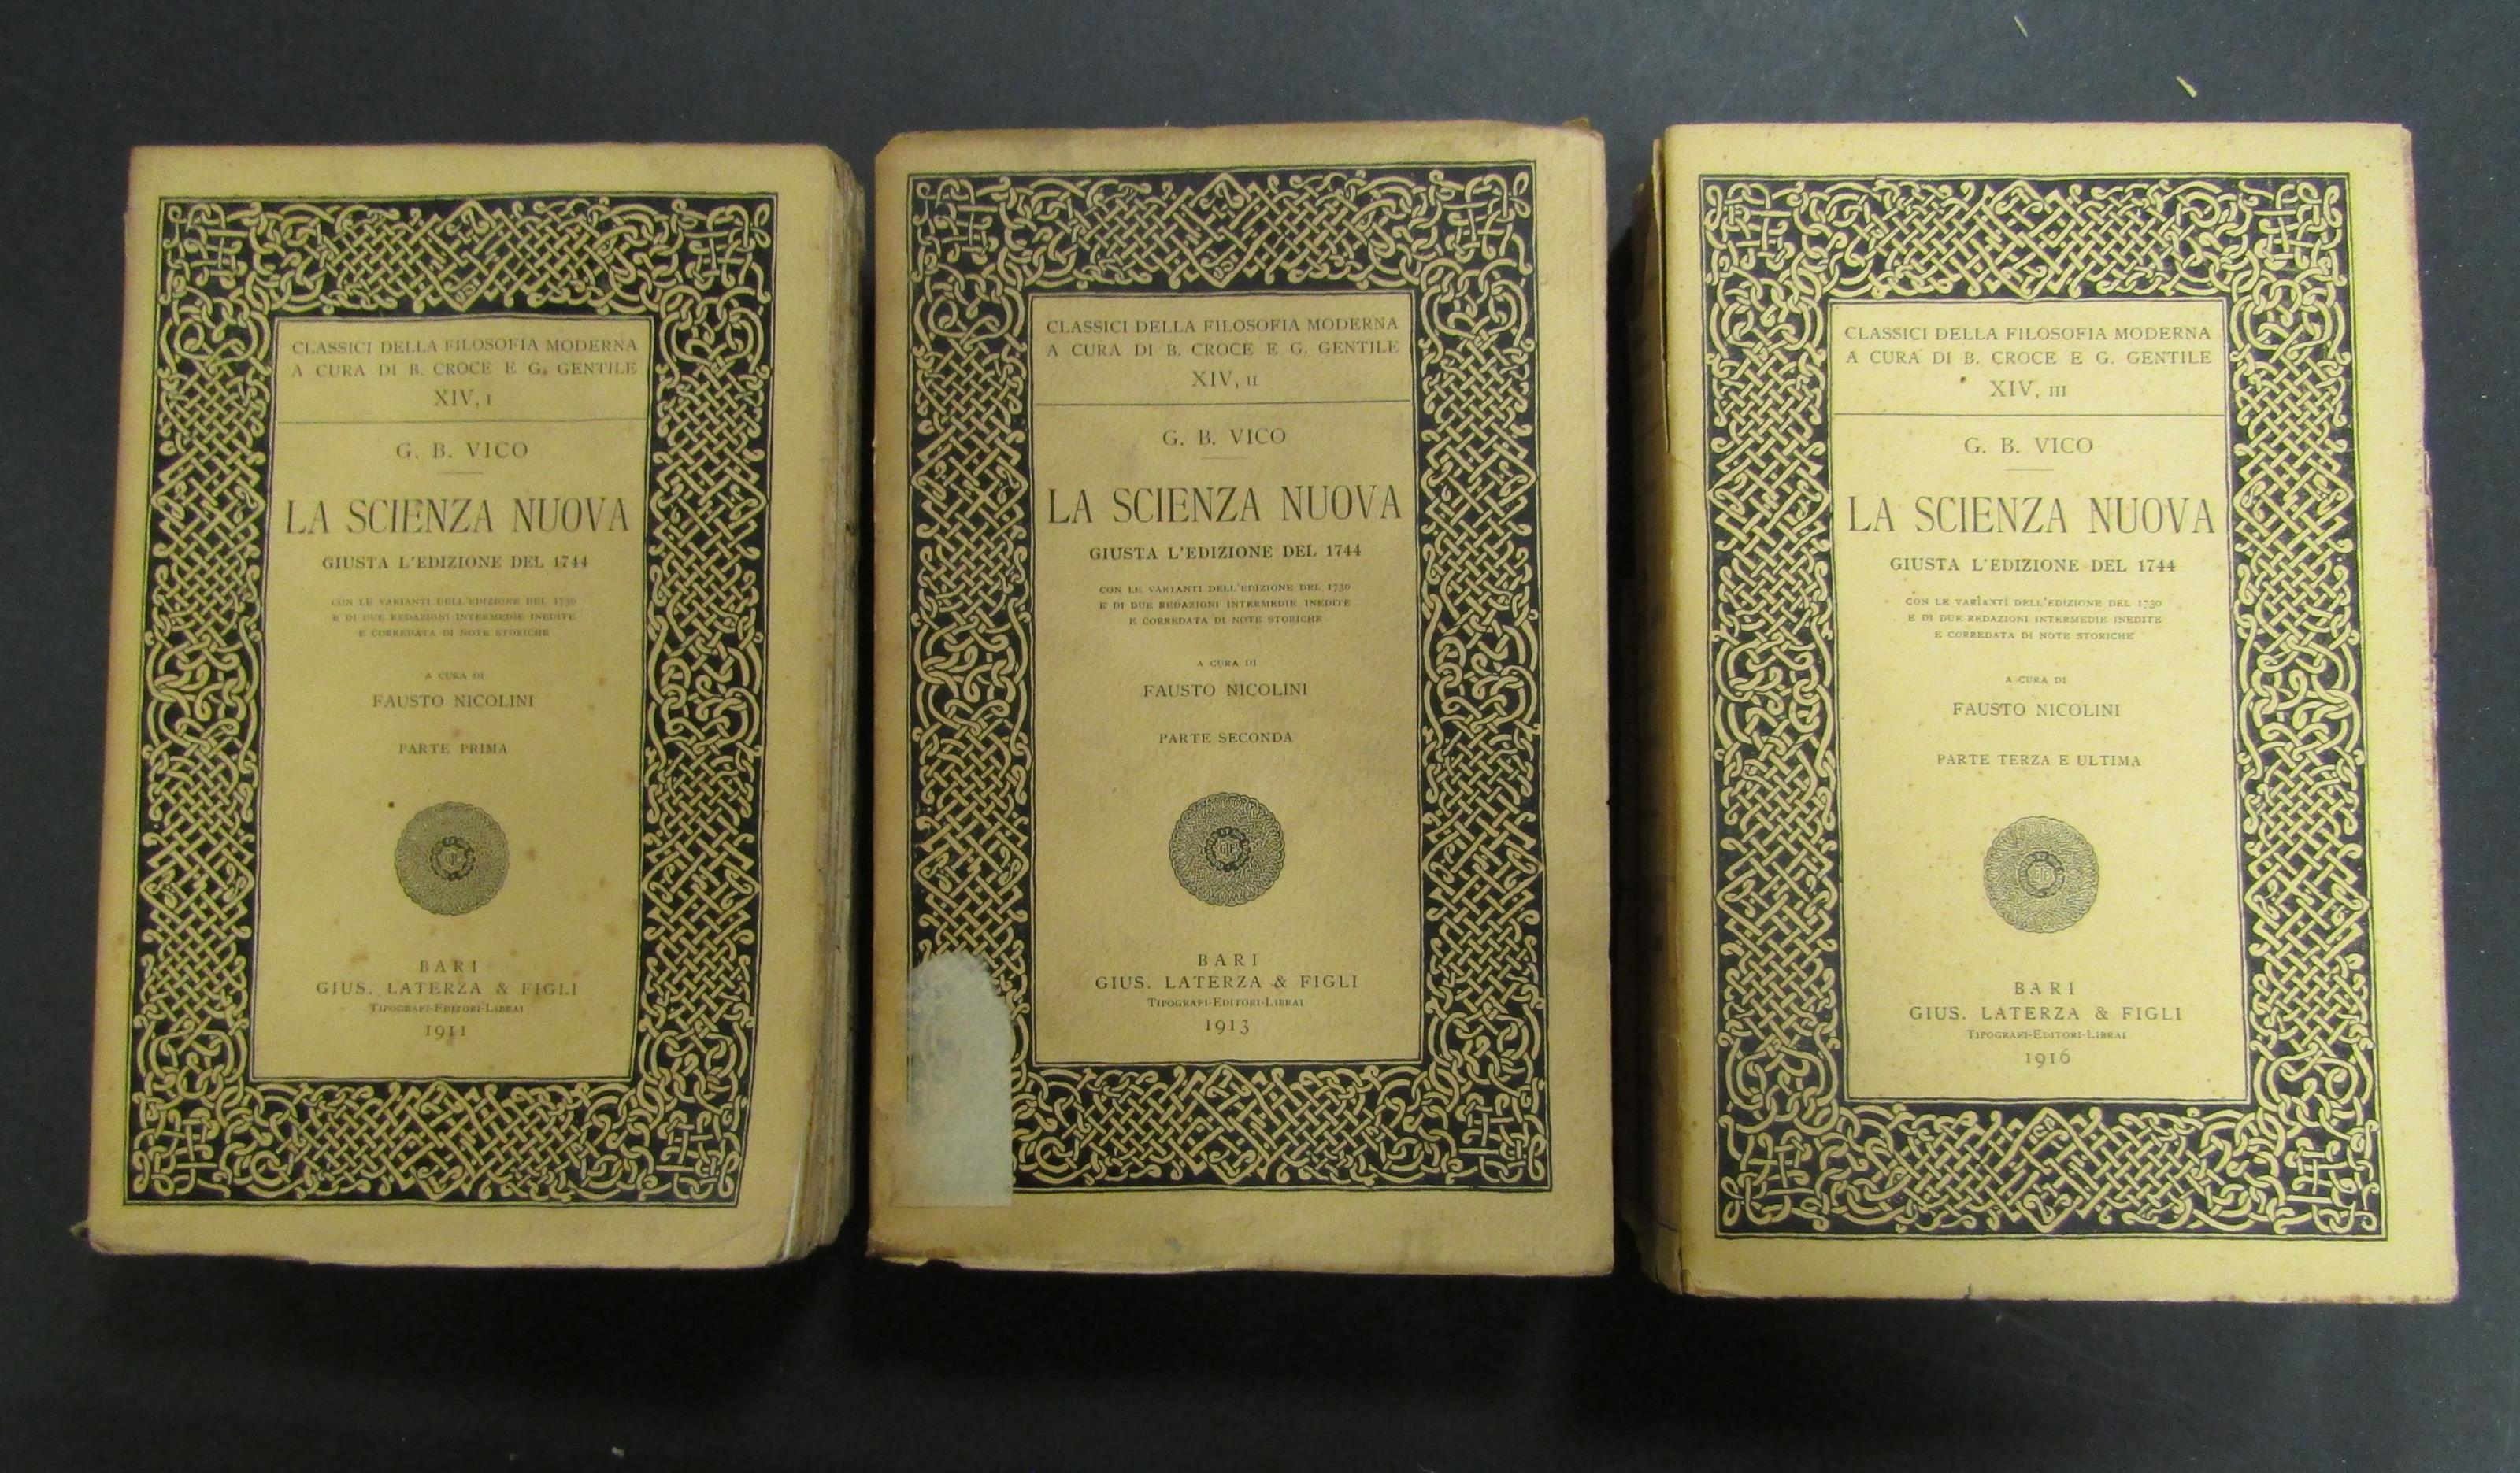 CLASSICI DELLA FILOSOFIA MODERNA
A CURA DI B. CROCE E G. GENTILE
XIV, I
G. B. VICO
LA SCIENZA NUOVA
GIUSTA L'EDIZIONE DEL 1744
CON LE VARIANTI DELL'EDIZIONE DEL 1730
E DI DUE REDAZIONI INTERMEDIE INEDITE
E CORREDATA DI NOTE STORICHE
A CURA DI
FAUSTO NICOLINI
PARTE PRIMA
BARI
GIUS. LATERZA & FIGLI
TIPOGRAFI-EDITORI-LIBRAI
1911
CLASSICI DELLA FILOSOFIA MODERNA
A CURA DI B. CROCE E G. GENTILE
XIV, II
G. B. VICO
LA SCIENZA NUOVA
GIUSTA L'EDIZIONE DEL 1744
CON LE VARIANTI DELL'EDIZIONE DEL 1730
E DI DUE REDAZIONI INTERMEDIE INEDITE
E CORREDATA DI NOTE STORICHE
A CURA DI
FAUSTO NICOLINI
PARTE SECONDA
BARI
GIUS. LATERZA & FIGLI
TIPOGRAFI-EDITORI-LIBRAI
1913
CLASSICI DELLA FILOSOFIA MODERNA
A CURA DI B. CROCE E G. GENTILE
XIV, III
G. B. VICO
LA SCIENZA NUOVA
GIUSTA L'EDIZIONE DEL 1744
CON LE VARIANTI DELL'EDIZIONE DEL 1730
E DI DUE REDAZIONI INTERMEDIE INEDITE
E CORREDATA DI NOTE STORICHE
A CURA DI
FAUSTO NICOLINI
PARTE TERZA E ULTIMA
BARI
GIUS. LATERZA & FIGLI
TIPOGRAFI-EDITORI-LIBRAI
1916